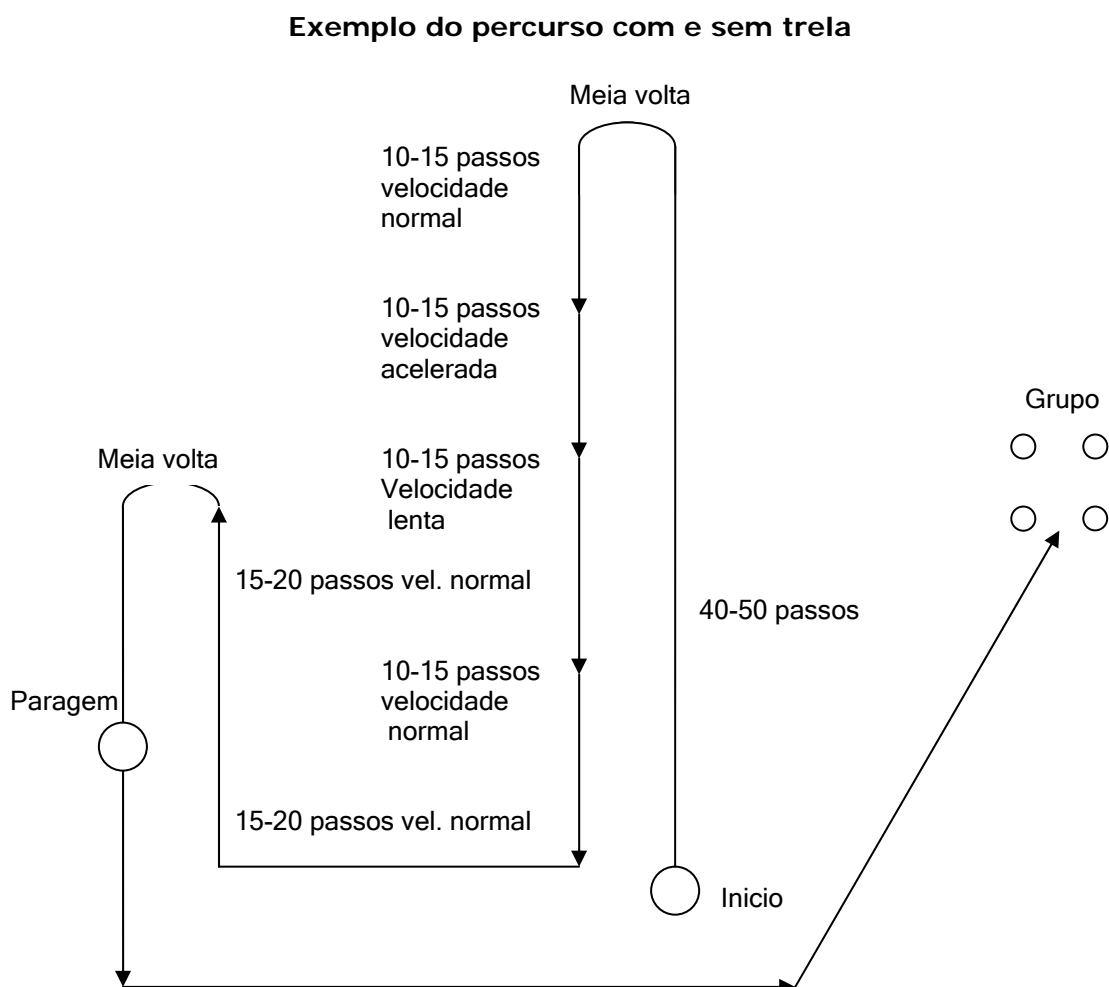 Exemplo do percurso com e sem trela
Meia volta
10-15 passos
velocidade
normal
10-15 passos
velocidade
acelerada
Grupo
Meia volta
10-15 passos
Velocidade
lenta
15-20 passos vel. normal
40-50 passos
10-15 passos
velocidade
normal
Paragem
15-20 passos vel. normal
Inicio